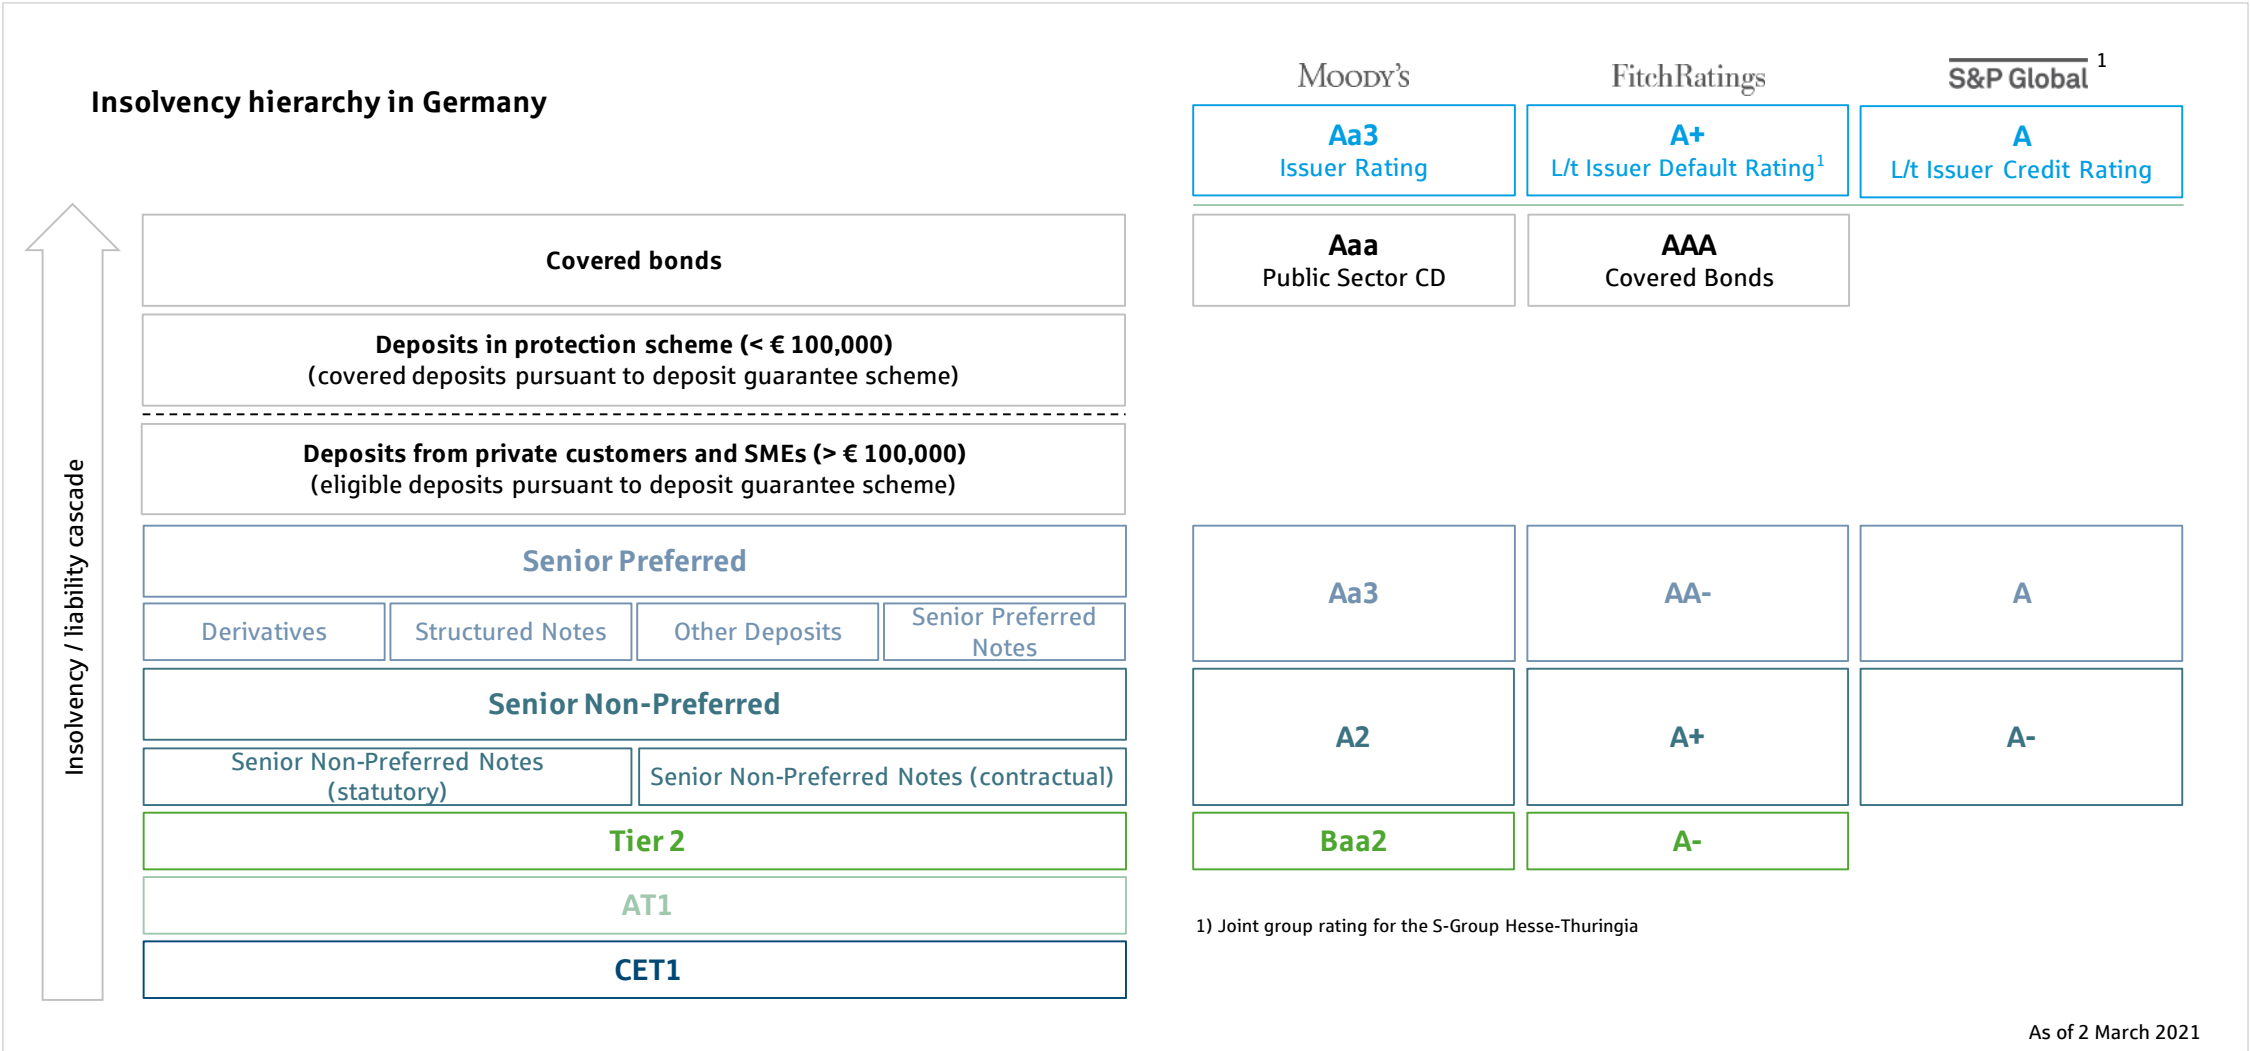 Insolvency hierarchy in Germany
MOODY'S
FitchRatings
S&P Global 1
Aa3
Issuer Rating
A+
L/t Issuer Default Rating1
A
L/t Issuer Credit Rating
Insolvency / liability cascade
Covered bonds
Aaa
Public Sector CD
AAA
Covered Bonds
Deposits in protection scheme (< € 100,000)
(covered deposits pursuant to deposit guarantee scheme)
Deposits from private customers and SMEs (> € 100,000)
(eligible deposits pursuant to deposit guarantee scheme)
Senior Preferred
Derivatives
Structured Notes
Other Deposits
Senior Preferred
Notes
Aa3
AA-
A
Senior Non-Preferred
Senior Non-Preferred Notes
(statutory)
Senior Non-Preferred Notes (contractual)
A2
A+
A-
Tier 2
Baa2
A-
AT1
CET1
1) Joint group rating for the S-Group Hesse-Thuringia
As of 2 March 2021